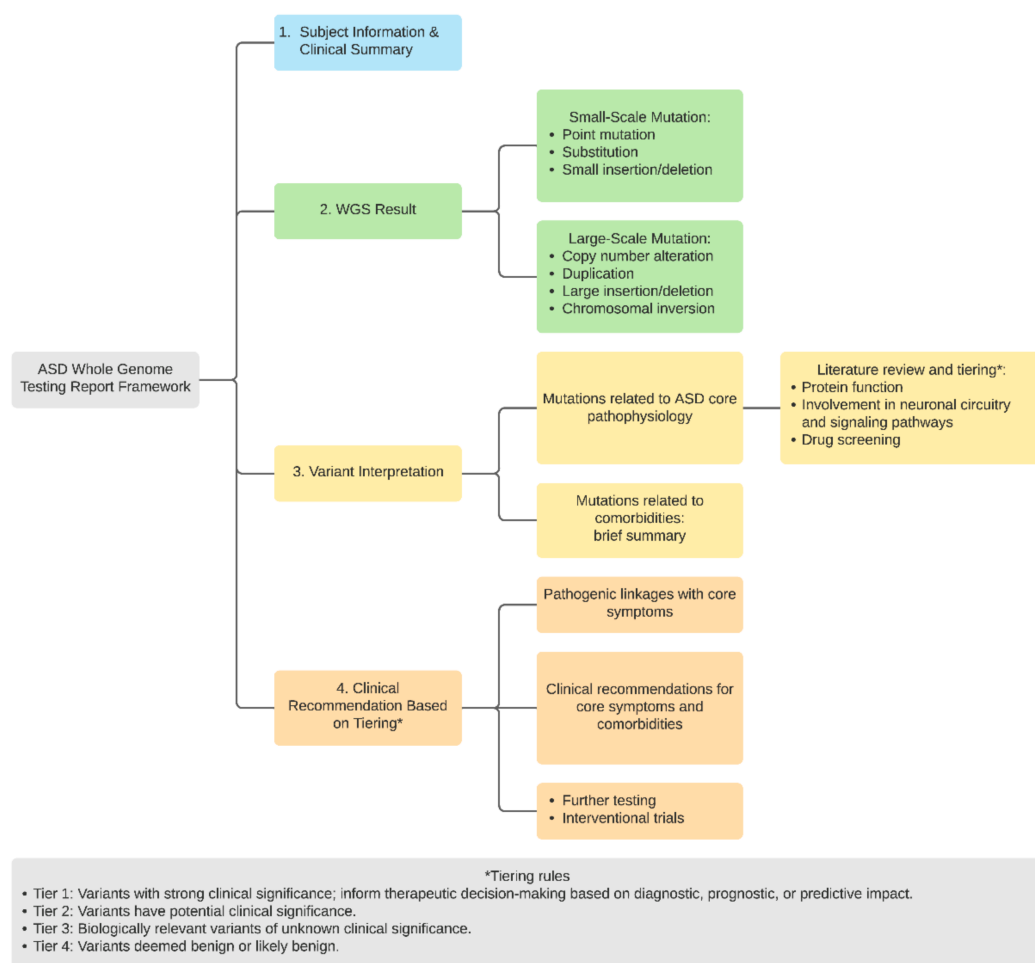 1. Subject Information &
Clinical Summary
Small-Scale Mutation:
• Point mutation
• Substitution
• Small insertion/deletion
2. WGS Result
Large-Scale Mutation:
• Copy number alteration
• Duplication
• Large insertion/deletion
• Chromosomal inversion
ASD Whole Genome
Testing Report Framework
Mutations related to ASD core
pathophysiology
Literature review and tiering*:
• Protein function
• Involvement in neuronal circuitry
and signaling pathways
• Drug screening
3. Variant Interpretation
Mutations related to
comorbidities:
brief summary
Pathogenic linkages with core
symptoms
4. Clinical
Recommendation Based
on Tiering*
Clinical recommendations for
core symptoms and
comorbidities
• Further testing
• Interventional trials
*Tiering rules
• Tier 1: Variants with strong clinical significance; inform therapeutic decision-making based on diagnostic, prognostic, or predictive impact.
• Tier 2: Variants have potential clinical significance.
• Tier 3: Biologically relevant variants of unknown clinical significance.
• Tier 4: Variants deemed benign or likely benign.